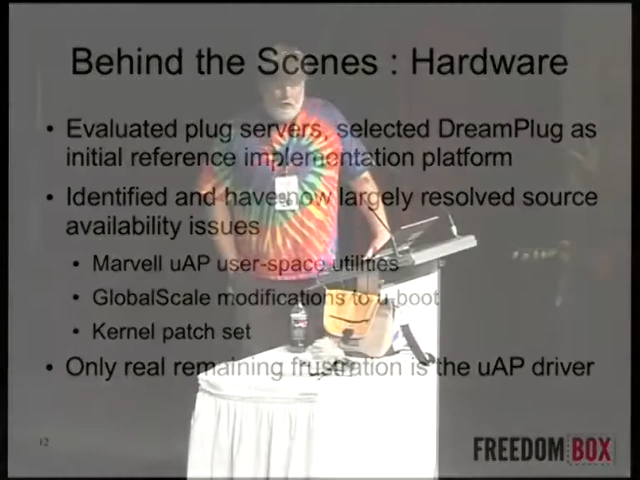 Behind the Scenes : Hardware
• Evaluated plug servers, selected DreamPlug as
initial reference implementation platform
• Identified and have now largely resolved source
availability issues
• Marvell uAP user-space utilities
• GlobalScale modifications to u-boot
• Kernel patch set
• Only real remaining frustration is the uAP driver
12
FREEDOMBOX